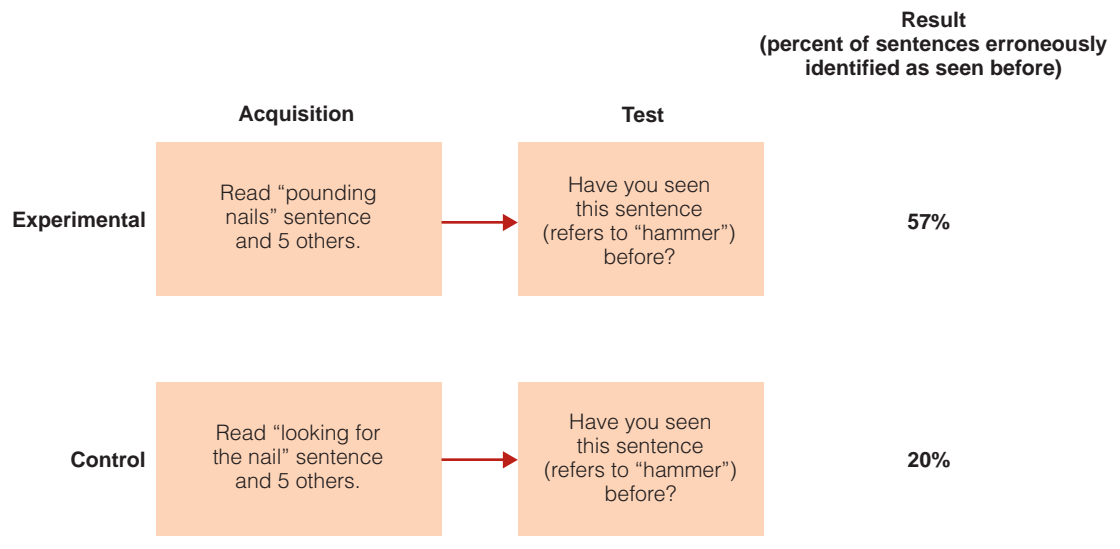 Result
(percent of sentences erroneously
identified as seen before)
Acquisition
Test
Experimental
Read “pounding
nails” sentence
and 5 others.
Have you seen
this sentence
(refers to “hammer”)
before?
57%
Control
Read “looking for
the nail” sentence
and 5 others.
Have you seen
this sentence
(refers to “hammer”)
before?
20%